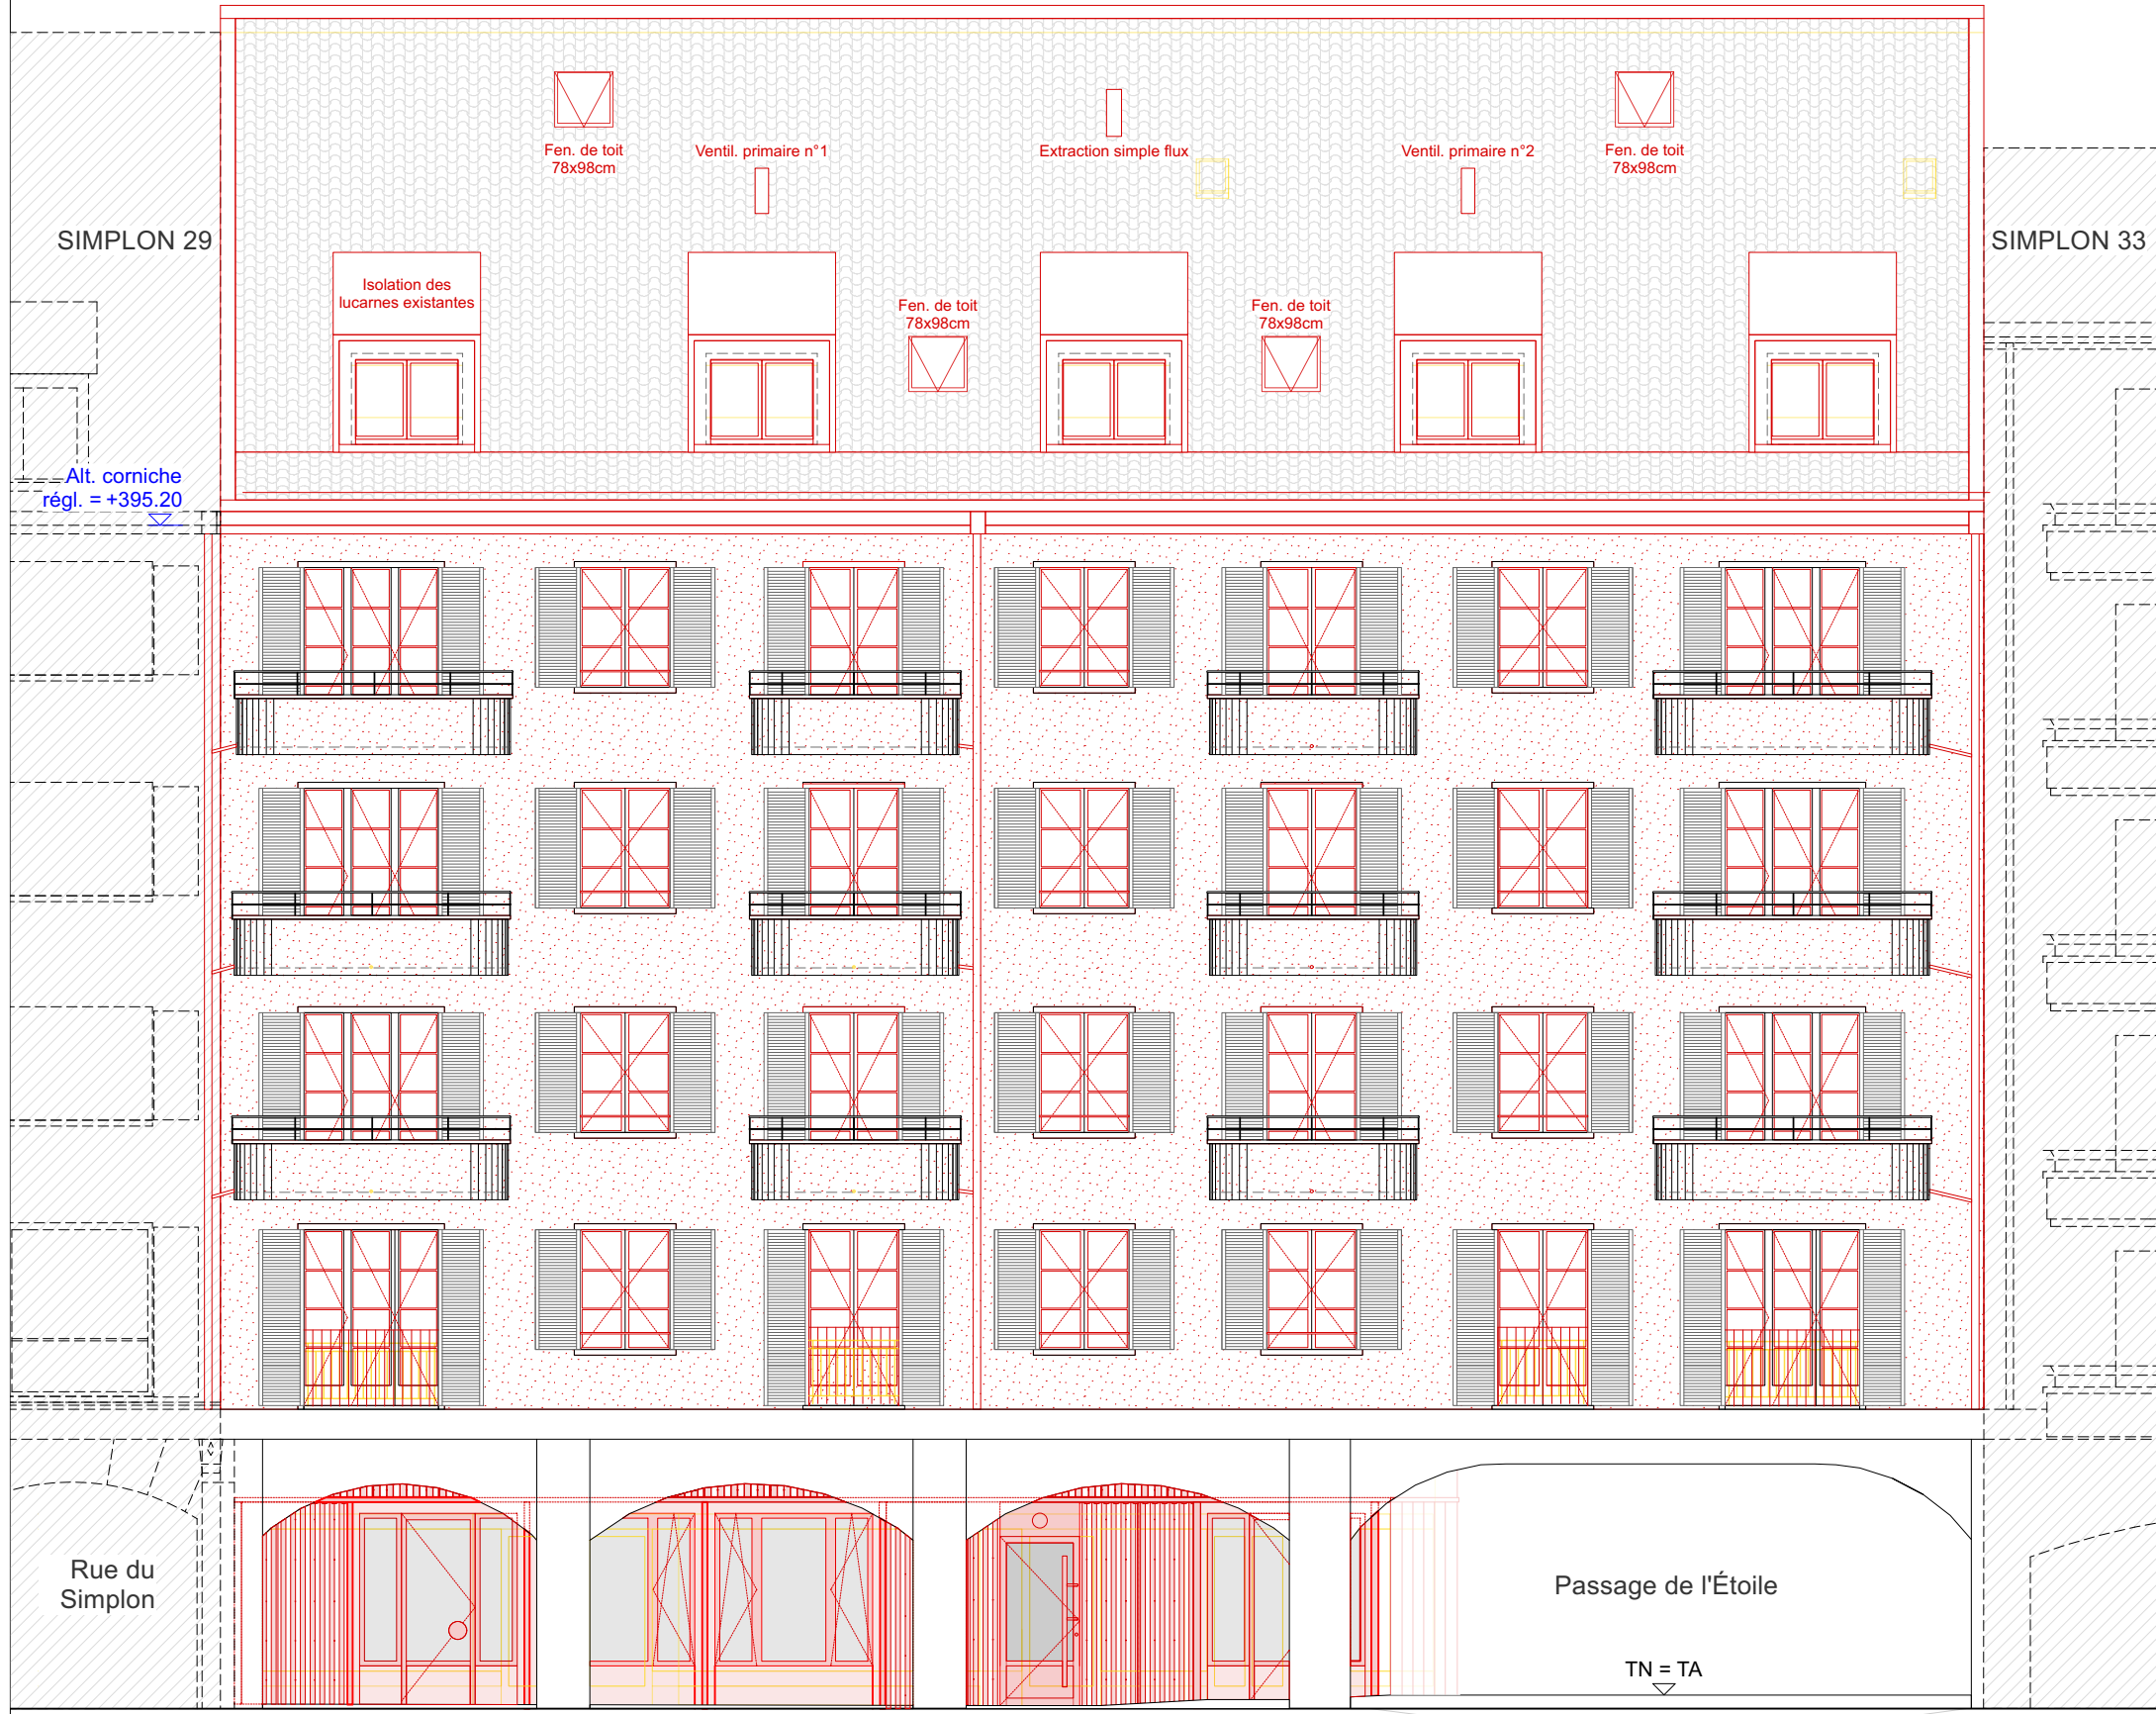 Fen. de toit
78x98cm
Ventil. primaire n°1
Extraction simple flux
Ventil. primaire n°2
Fen. de toit
78x98cm
SIMPLON 29
SIMPLON 33
Isolation des
lucarnes existantes
Fen. de toit
78x98cm
Fen. de toit
78x98cm
Alt. corniche
régl. = +395.20
Rue du
Simplon
Passage de l'Étoile
TN = TA